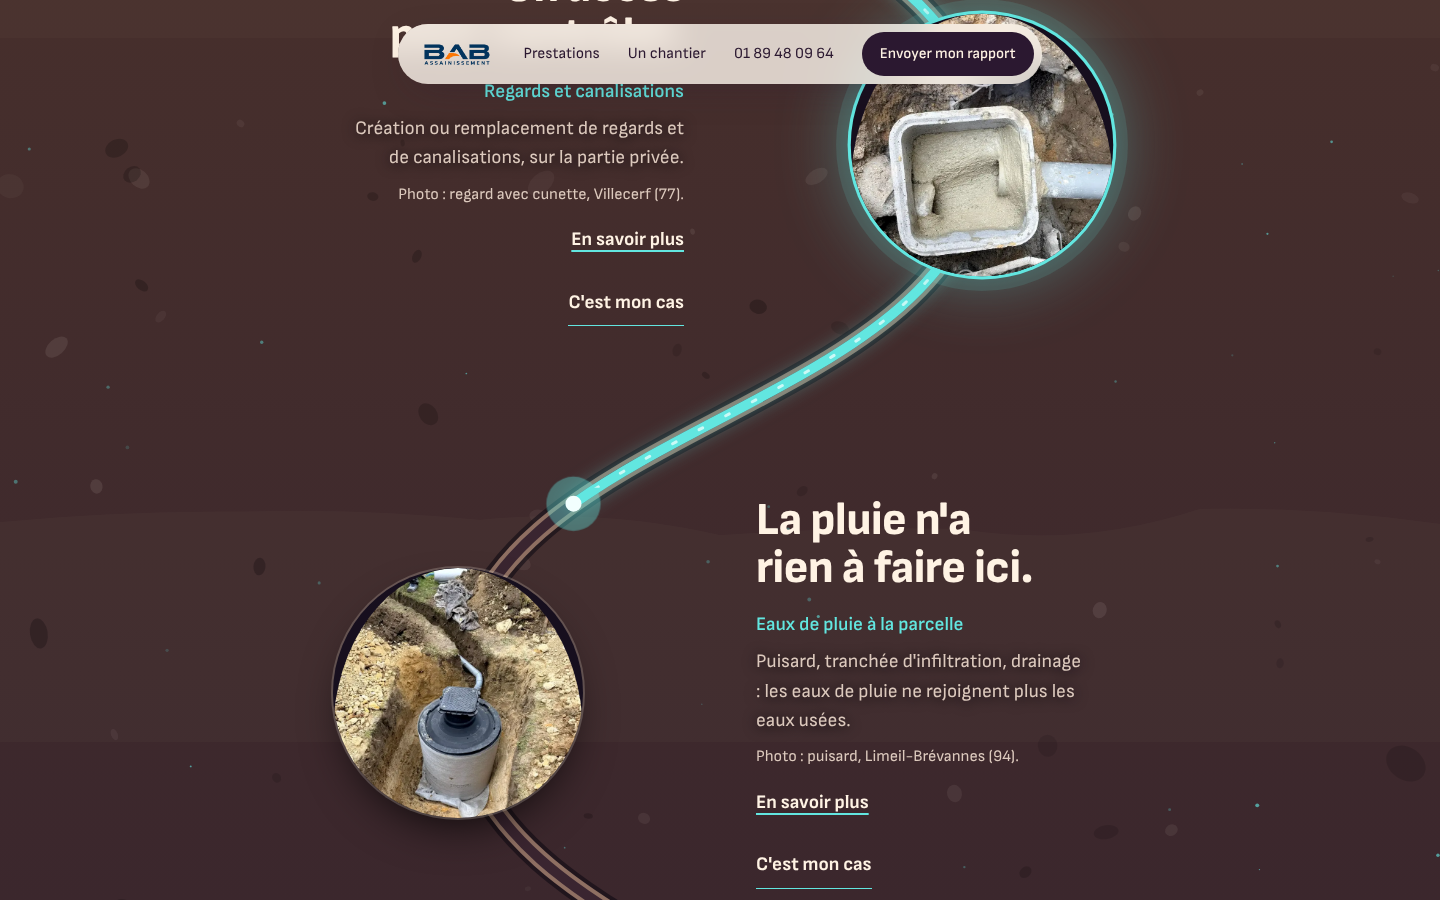 BAB
ASSAINISSEMENT
Prestations
Un chantier
01 89 48 09 64
Envoyer mon rapport
Regards et canalisations
Création ou remplacement de regards et
de canalisations, sur la partie privée.
Photo : regard avec cunette, Villecerf (77).
En savoir plus
C'est mon cas
La pluie n'a
rien à faire ici.
Eaux de pluie à la parcelle
Puisard, tranchée d'infiltration, drainage
: les eaux de pluie ne rejoignent plus les
eaux usées.
Photo : puisard, Limeil-Brévannes (94).
En savoir plus
C'est mon cas